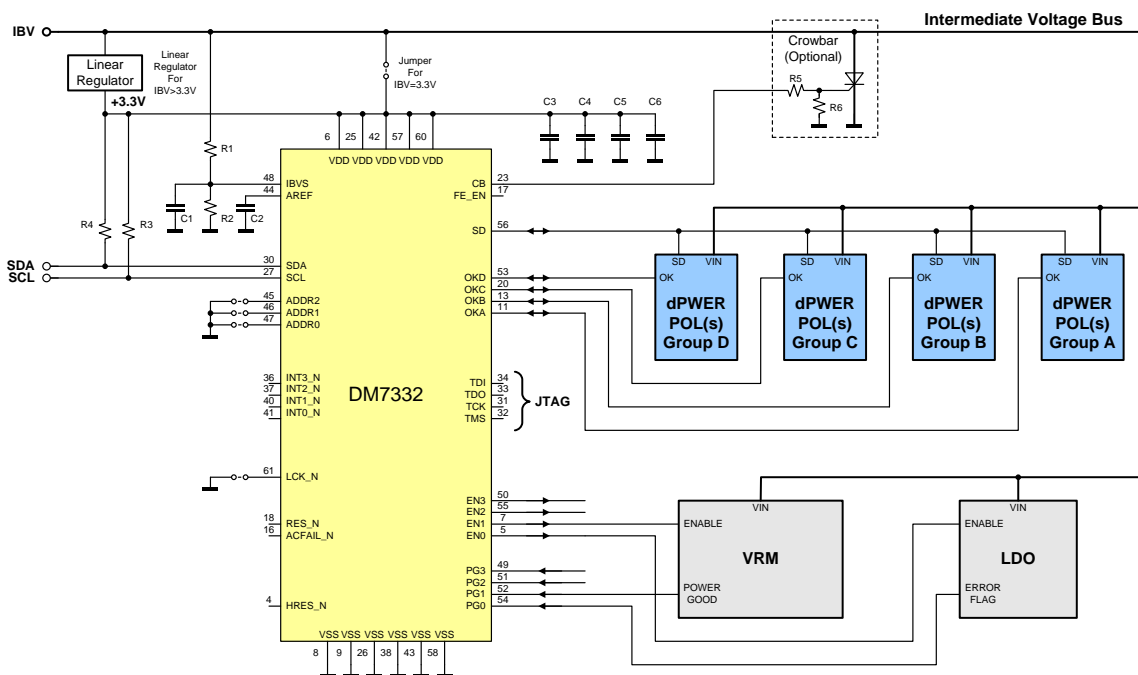 Intermediate Voltage Bus
IBV
Linear
Regulator
Linear
Regulator
For
IBV>3.3V
+3.3V
Jumper
For
IBV=3.3V
Crowbar
(Optional)
R5
R6
C3 C4 C5 C6
6 25 42 57 60
VDD VDD VDD VDD VDD
R1
48 IBVS
44 AREF
C1 R2 C2
R4 R3
CB 23
FE_EN 17
SD 56
SDA
SCL
30 SDA
27 SCL
45 ADDR2
46 ADDR1
47 ADDR0
OKD 53
OKC 20
OKB 13
OKA 11
SD VIN
OK
dPWER
POL(s)
Group D
SD VIN
OK
dPWER
POL(s)
Group C
SD VIN
OK
dPWER
POL(s)
Group B
SD VIN
OK
dPWER
POL(s)
Group A
36 INT3_N
37 INT2_N
40 INT1_N
41 INT0_N
DM7332
TDI 34
TDO 33
TCK 31
TMS 32
JTAG
61 LCK_N
18 RES_N
16 ACFAIL_N
4 HRES_N
EN3 50
EN2 55
EN1 7
EN0 5
PG3 49
PG2 51
PG1 52
PG0 54
VIN
ENABLE
VRM
POWER
GOOD
VIN
ENABLE
LDO
ERROR
FLAG
VSS VSS VSS VSS VSS VSS
8 9 26 38 43 58